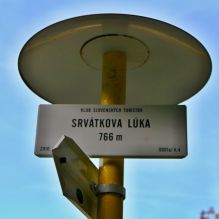 KLUB SLOVENSKÝCH TURISTOV
SRVÁTKOVA LÚKA
766 m